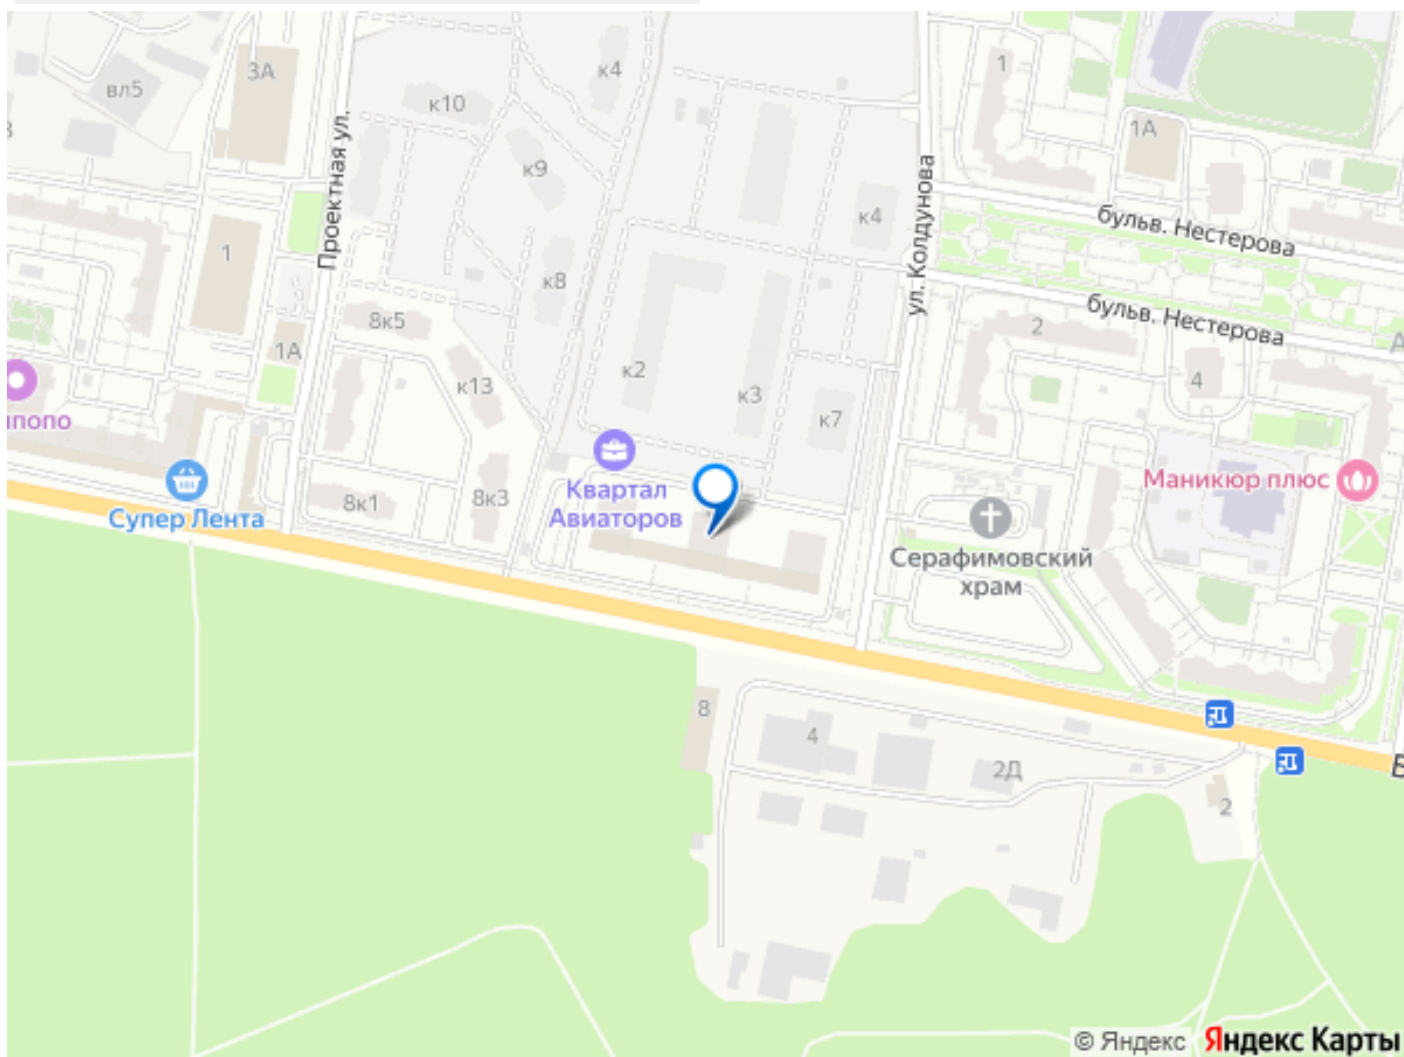 3А
вл5
к4
1
к10
1А
Проектная ул.
к9
ул. Колдунова
к4
бульв. Нестерова
1
к8
бульв. Нестерова
8к5
2
1А
к2
4
к13
к3
к7
Квартал
Авиаторов
Маникюр плюс
8к1
8к3
Супер Лента
Серафимовский
храм
8
4
2Д
2
© Яндекс Яндекс Карты